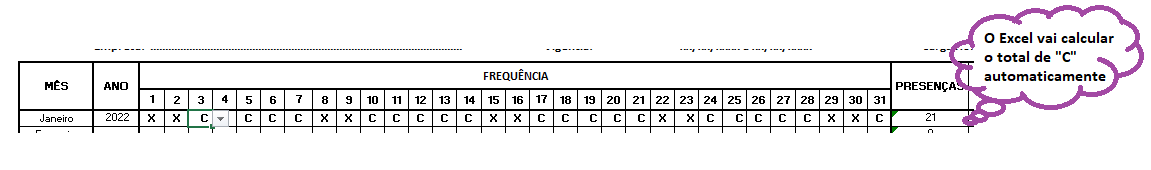 O Excel vai calcular
o total de "C"
automaticamente
MÊS ANO FREQUÊNCIA PRESENÇAS
1 2 3 4 5 6 7 8 9 10 11 12 13 14 15 16 17 18 19 20 21 22 23 24 25 26 27 28 29 30 31
Janeiro 2022 X X C C C C X X C C C C C X X C C C C C X X C C C C C X X C 21